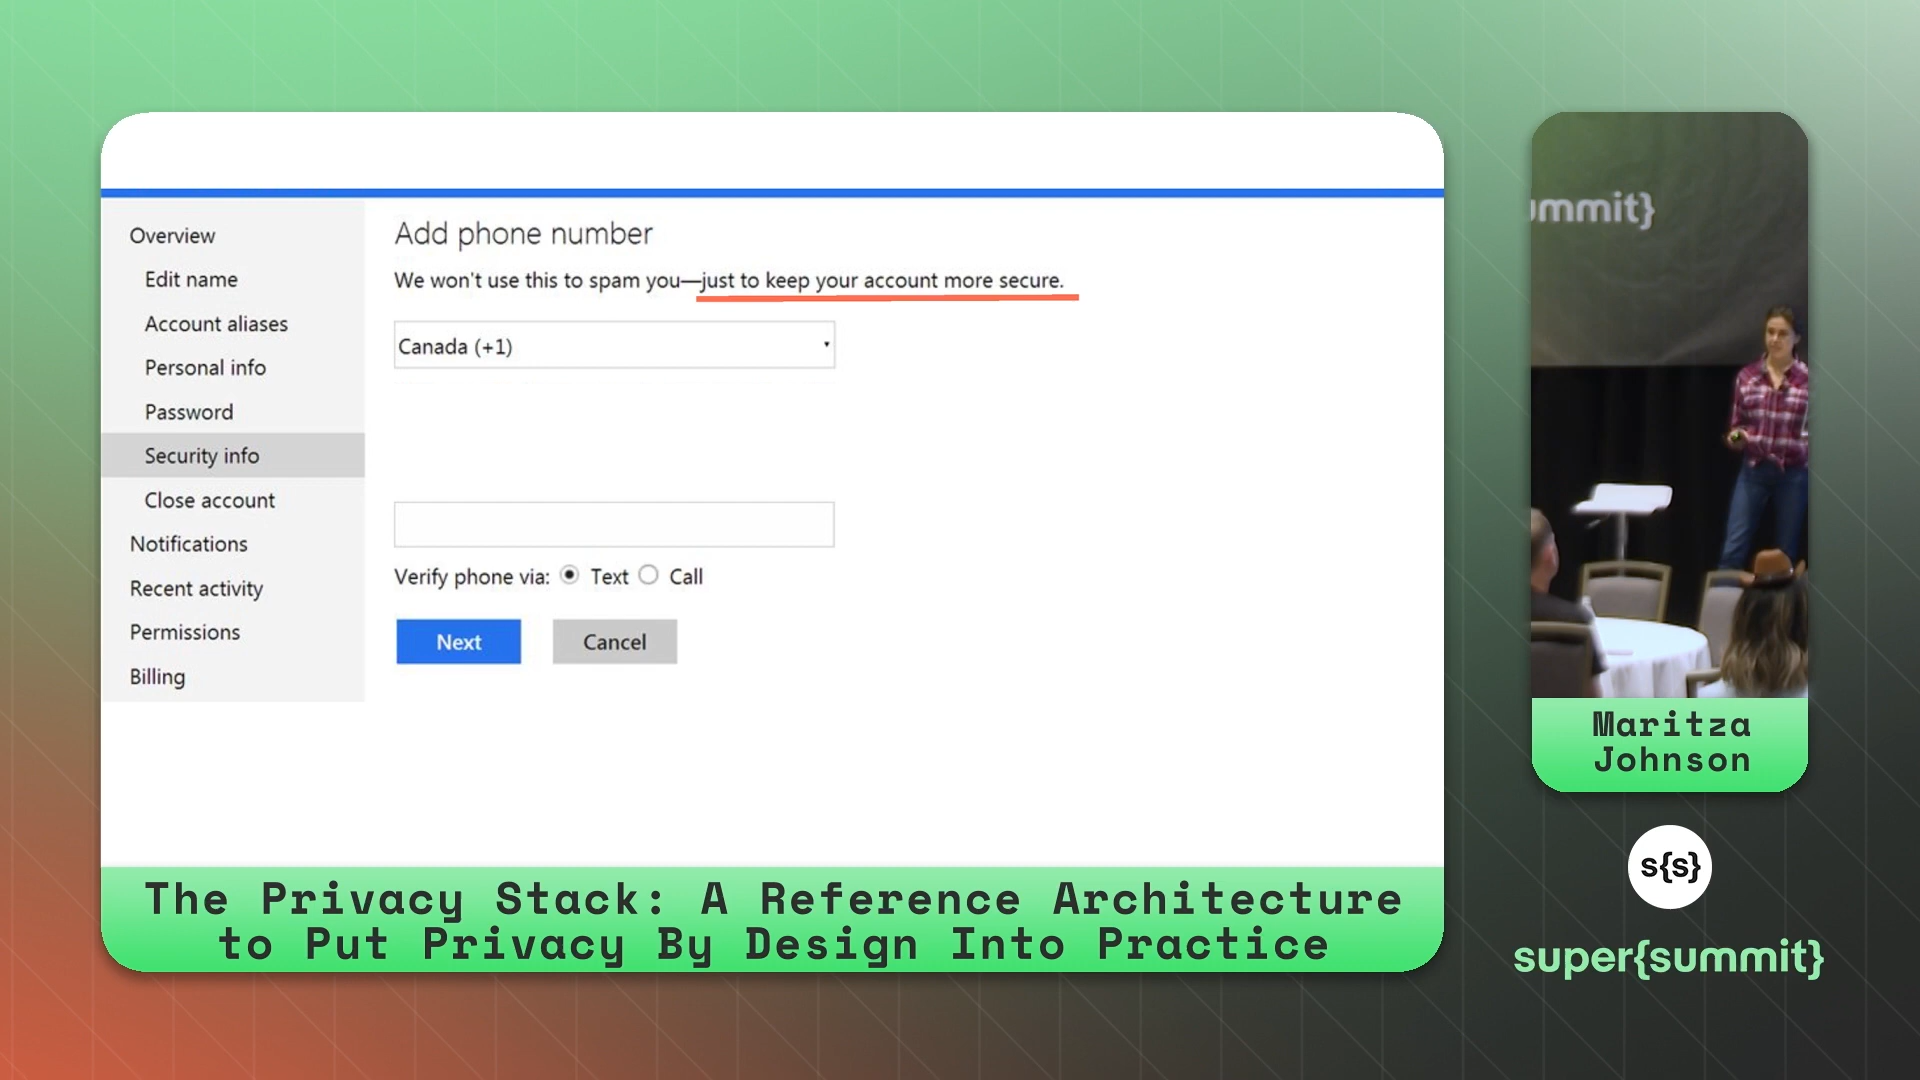 Overview
Edit name
Account aliases
Personal info
Password
Security info
Close account
Notifications
Recent activity
Permissions
Billing
Add phone number
We won't use this to spam you—just to keep your account more secure.
Canada (+1)
Verify phone via: Text Call
Next Cancel
The Privacy Stack: A Reference Architecture
to Put Privacy By Design Into Practice
ummit}
Maritza
Johnson
s{s}
super{summit}